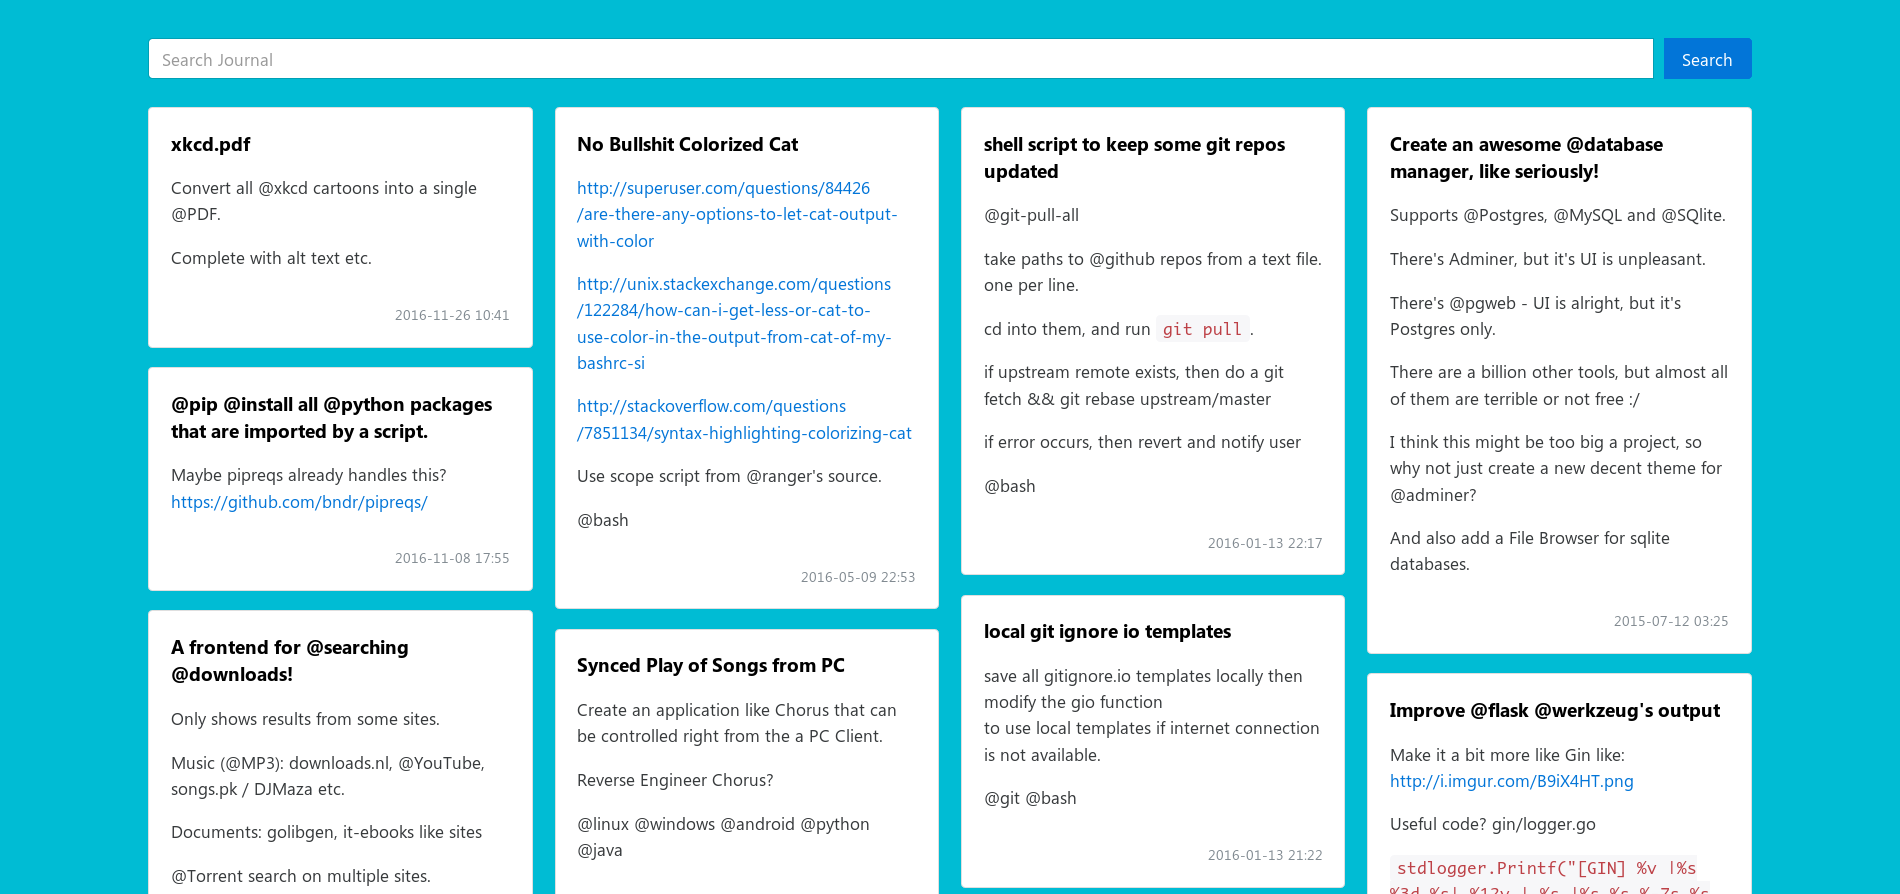 Search Journal
Search
xkcd.pdf
Convert all @xkcd cartoons into a single
@PDF.
Complete with alt text etc.
2016-11-26 10:41
@pip @install all @python packages
that are imported by a script.
Maybe pipreqs already handles this?
https://github.com/bndr/pipreqs/
2016-11-08 17:55
A frontend for @searching
@downloads!
Only shows results from some sites.
Music (@MP3): downloads.nl, @YouTube,
songs.pk / DJMaza etc.
Documents: golibgen, it-ebooks like sites
@Torrent search on multiple sites.
No Bullshit Colorized Cat
http://superuser.com/questions/84426
/are-there-any-options-to-let-cat-output-
with-color
http://unix.stackexchange.com/questions
/122284/how-can-i-get-less-or-cat-to-
use-color-in-the-output-from-cat-of-my-
bashrc-si
http://stackoverflow.com/questions
/7851134/syntax-highlighting-colorizing-cat
Use scope script from @ranger's source.
@bash
2016-05-09 22:53
Synced Play of Songs from PC
Create an application like Chorus that can
be controlled right from the a PC Client.
Reverse Engineer Chorus?
@linux @windows @android @python
@java
shell script to keep some git repos
updated
@git-pull-all
take paths to @github repos from a text file.
one per line.
cd into them, and run git pull.
if upstream remote exists, then do a git
fetch && git rebase upstream/master
if error occurs, then revert and notify user
@bash
2016-01-13 22:17
local git ignore io templates
save all gitignore.io templates locally then
modify the gio function
to use local templates if internet connection
is not available.
@git @bash
2016-01-13 21:22
Create an awesome @database
manager, like seriously!
Supports @Postgres, @MySQL and @SQlite.
There's Adminer, but it's UI is unpleasant.
There's @pgweb - UI is alright, but it's
Postgres only.
There are a billion other tools, but almost all
of them are terrible or not free :/
I think this might be too big a project, so
why not just create a new decent theme for
@adminer?
And also add a File Browser for sqlite
databases.
2015-07-12 03:25
Improve @flask @werkzeug's output
Make it a bit more like Gin like:
http://i.imgur.com/B9iX4HT.png
Useful code? gin/logger.go
stdlogger.Printf("[GIN] %v |%s